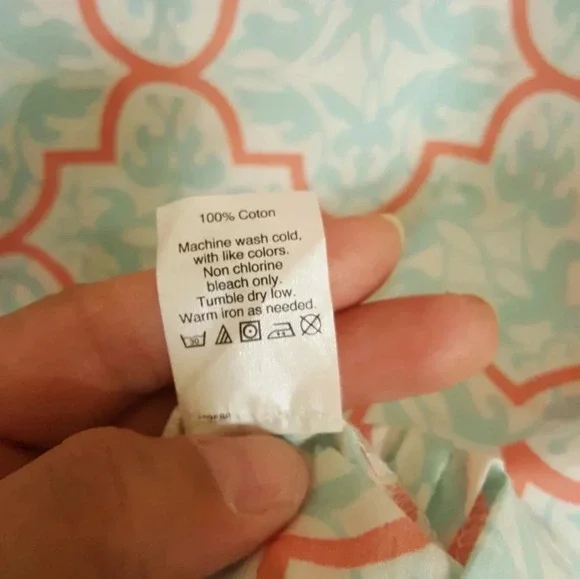 100% Coton
Machine wash cold,
with like colors.
Non chlorine
bleach only.
Tumble dry low.
Warm iron as needed.
30